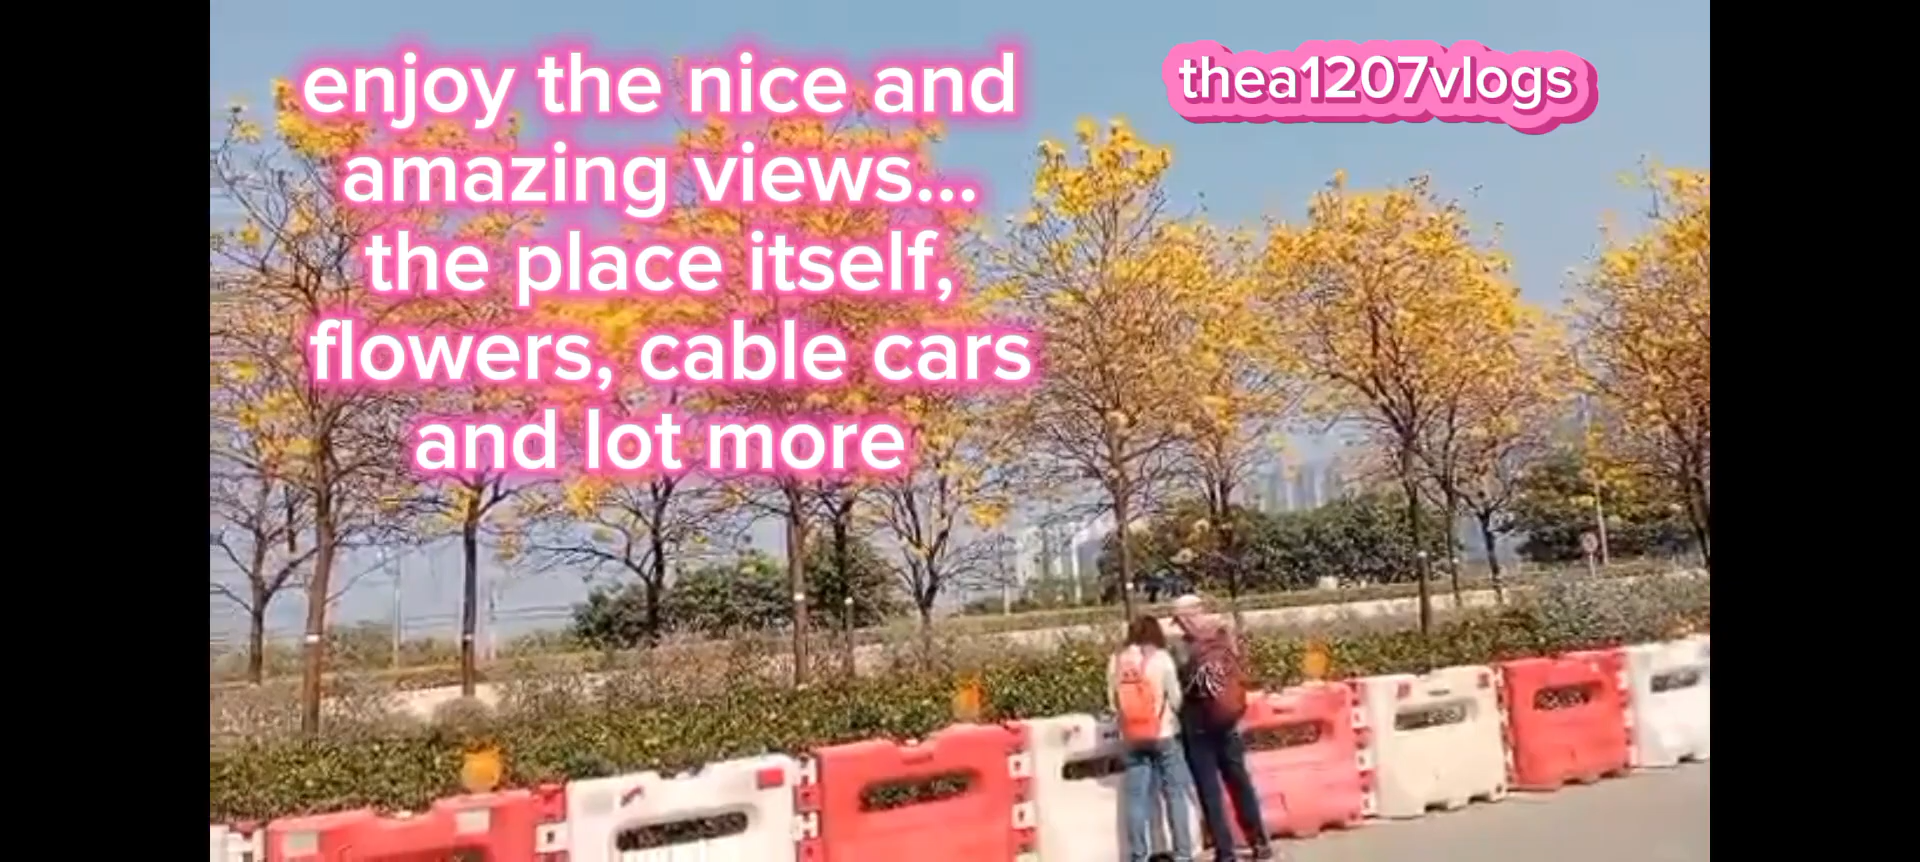 enjoy the nice and
amazing views...
the place itself,
flowers, cable cars
and lot more
thea1207vlogs